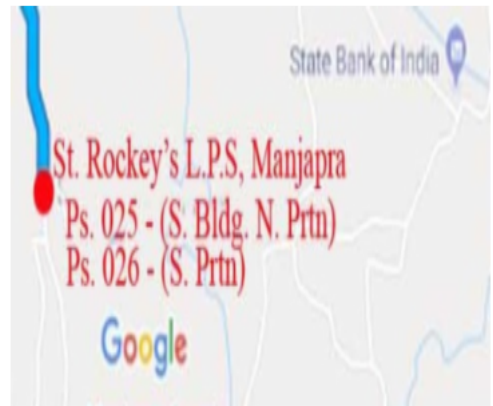 State Bank of India
St. Rockey's L.P.S, Manjapra
Ps. 025 - (S. Bldg. N. Prtn)
Ps. 026 - (S. Prtn)
Google